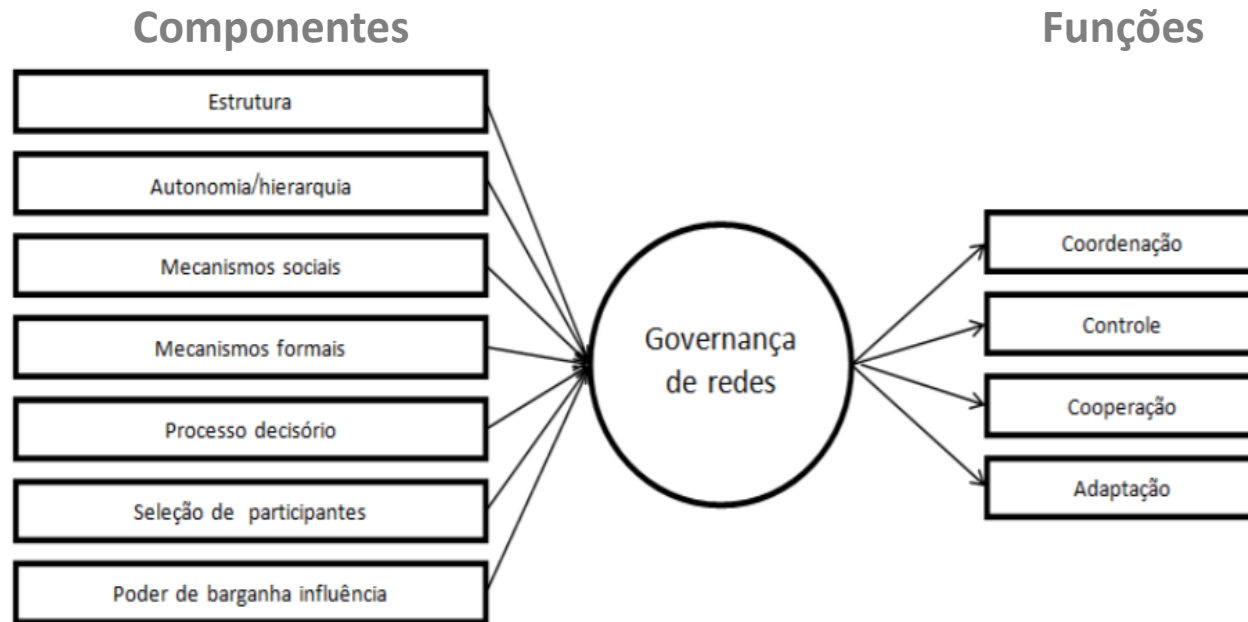 Componentes
Funções
Estrutura
Autonomia/hierarquia
Mecanismos sociais
Mecanismos formais
Processo decisório
Seleção de participantes
Poder de barganha influência
Governança
de redes
Coordenação
Controle
Cooperação
Adaptação